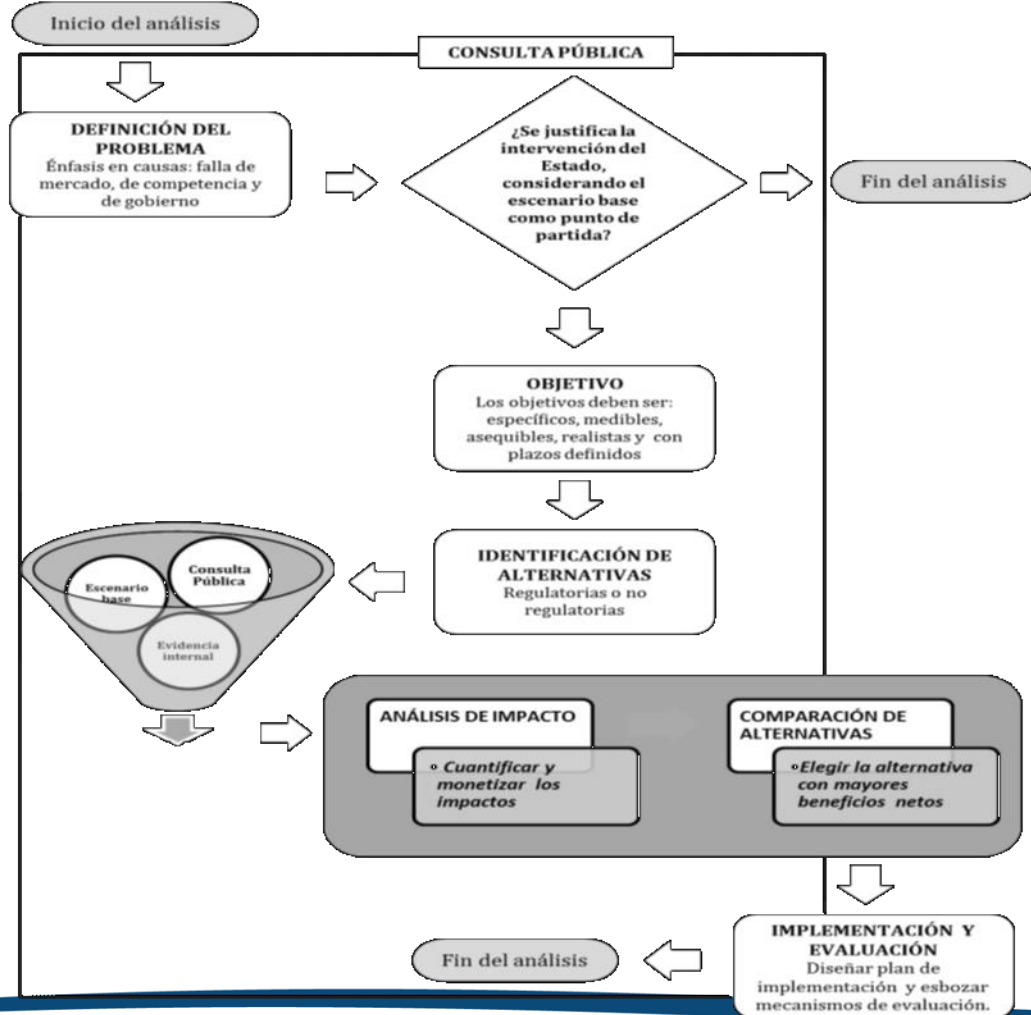 Inicio del análisis
CONSULTA PÚBLICA
DEFINICIÓN DEL
PROBLEMA
Énfasis en causas: falla de
mercado, de competencia y
de gobierno
¿Se justifica la
intervención del
Estado,
considerando el
escenario base
como punto de
partida?
Fin del análisis
OBJETIVO
Los objetivos deben ser:
específicos, medibles,
asequibles, realistas y con
plazos definidos
IDENTIFICACIÓN DE
ALTERNATIVAS
Regulatorias o no
regulatorias
Consulta
Pública
Escenario
base
Evidencia
internal
ANÁLISIS DE IMPACTO
• Cuantificar y
monetizar los
impactos
COMPARACIÓN DE
ALTERNATIVAS
•Elegir la alternativa
con mayores
beneficios netos
IMPLEMENTACIÓN Y
EVALUACIÓN
Diseñar plan de
implementación y esbozar
mecanismos de evaluación.
Fin del análisis